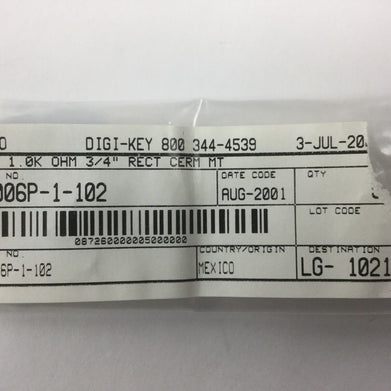 O DIGI-KEY 800 344-4539 3-JUL-20
1.0K OHM 3/4" RECT CERM MT
NO. DATE CODE QTY
006P-1-102 AUG-2001
LOT CODE
087260000005000000
NO. COUNTRY/ORIGIN DESTINATION
6P-1-102 MEXICO LG- 1021